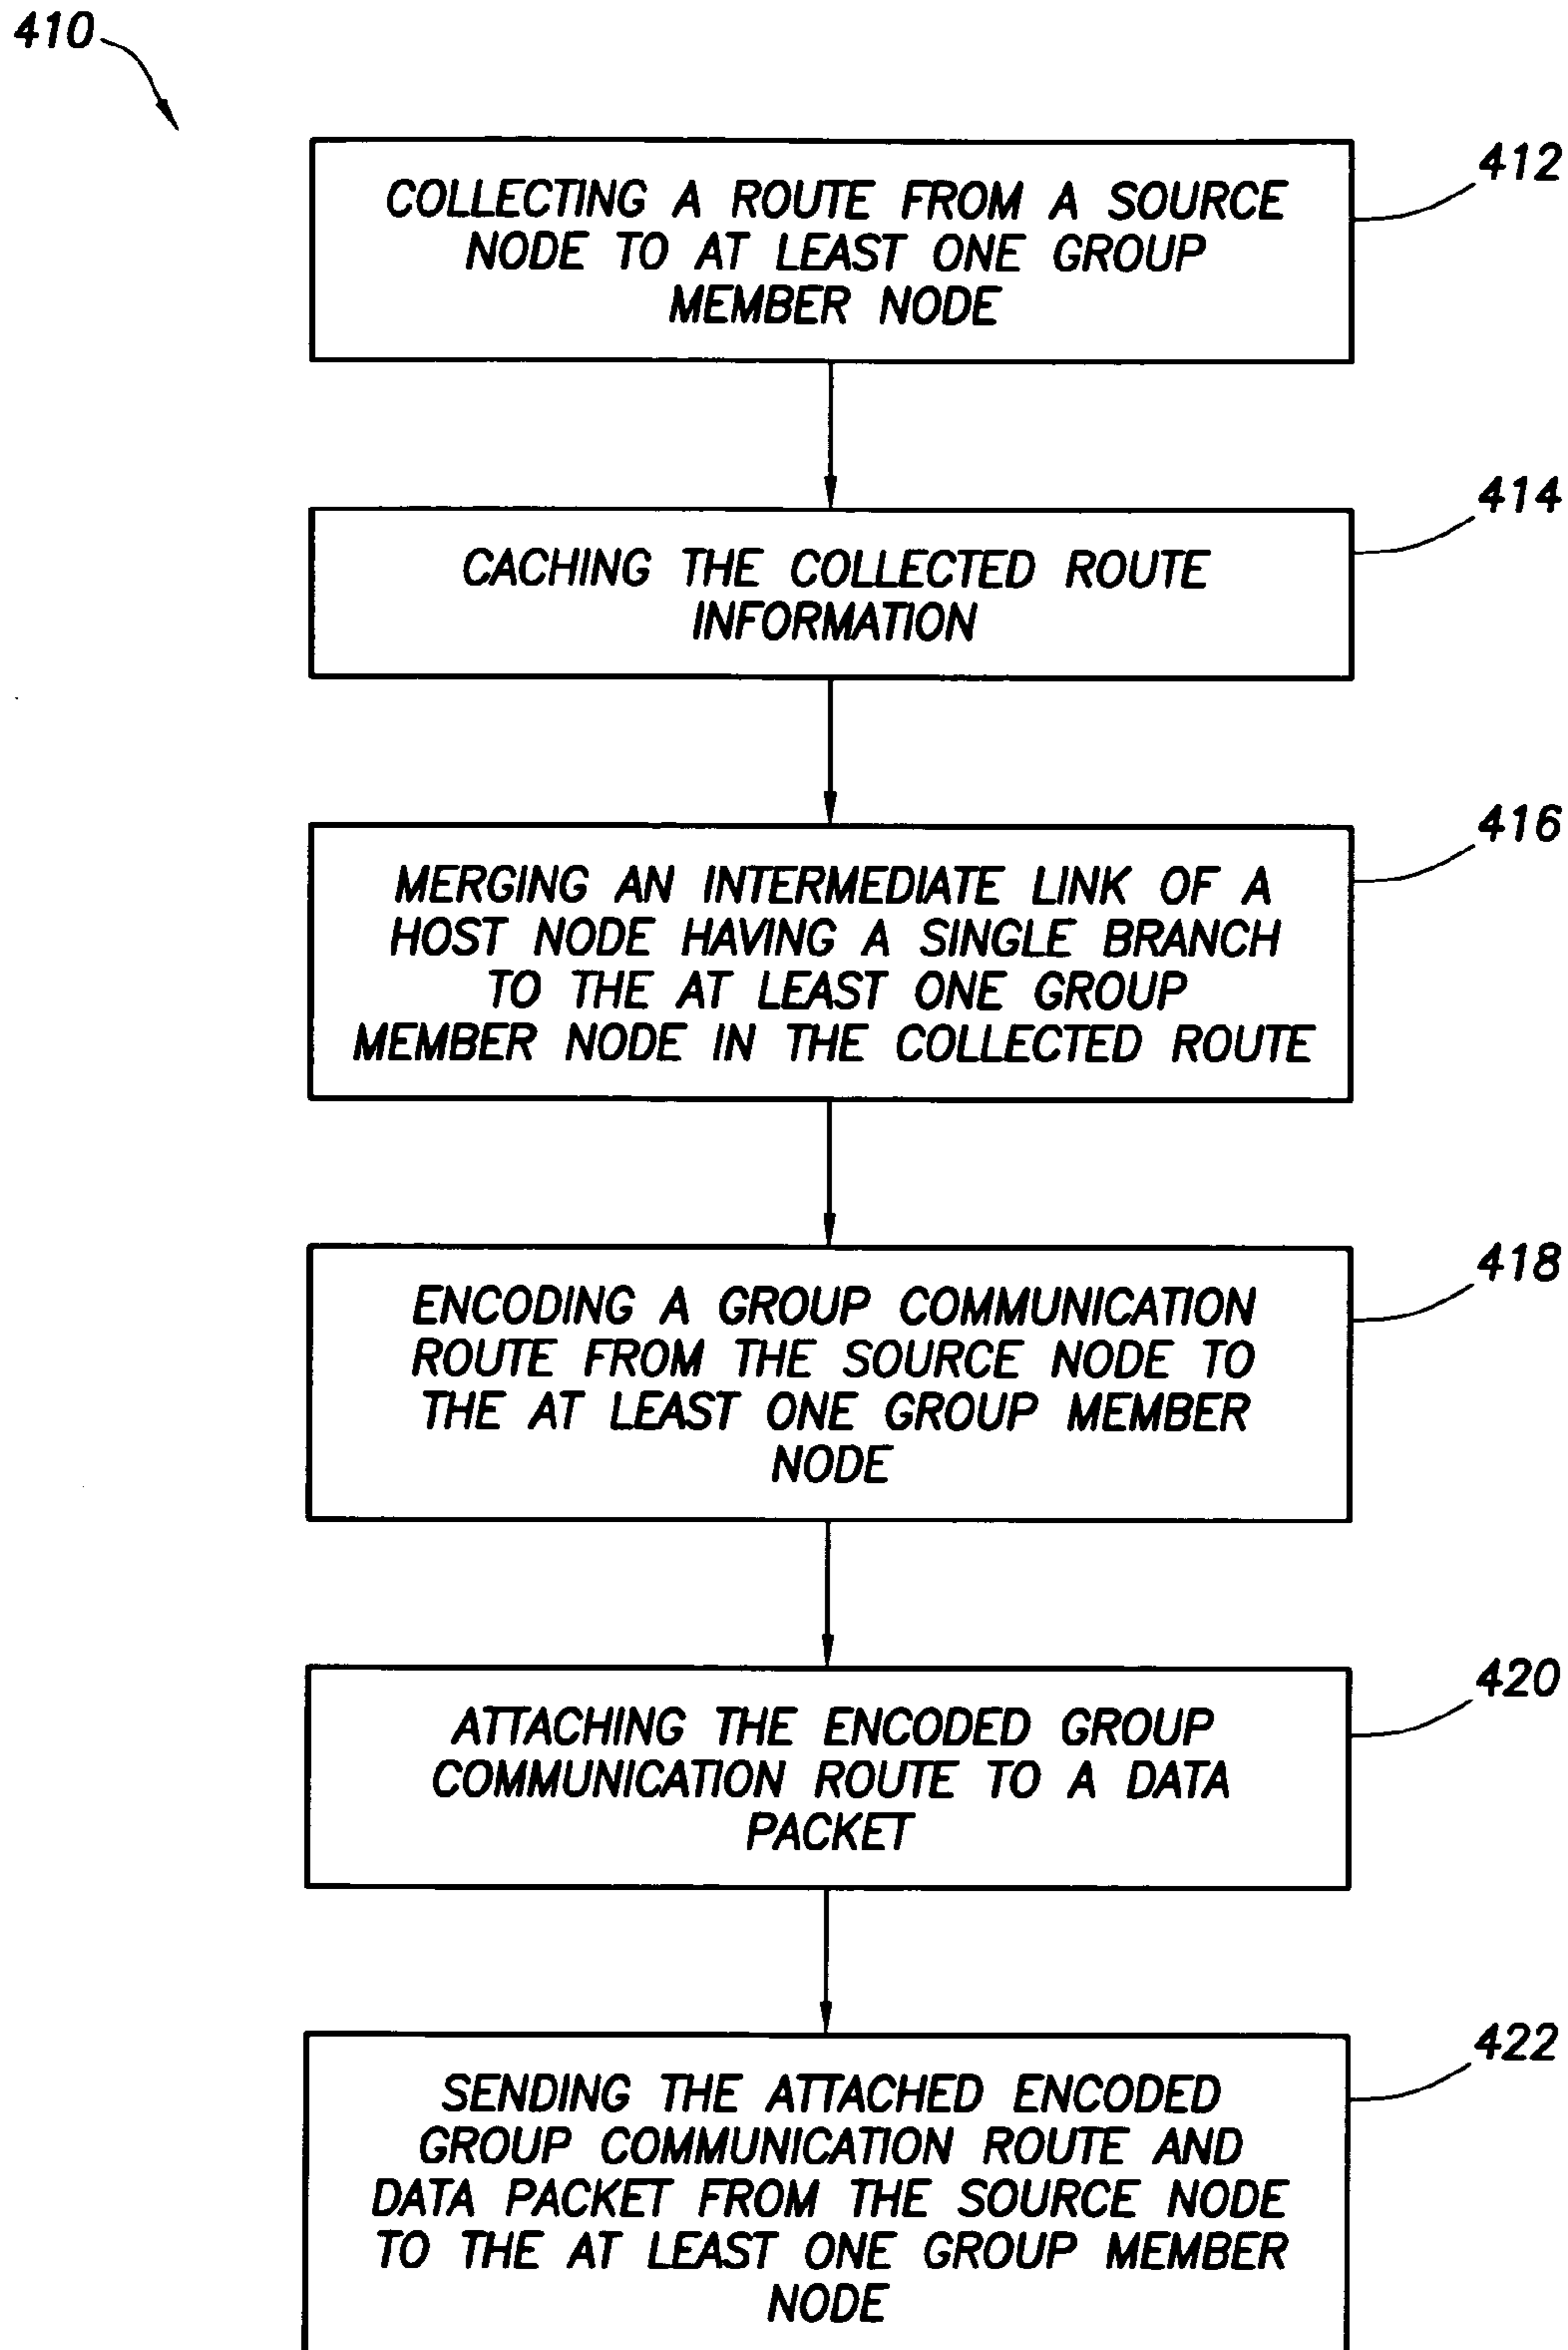 410
412
COLLECTING A ROUTE FROM A SOURCE
NODE TO AT LEAST ONE GROUP
MEMBER NODE
414
CACHING THE COLLECTED ROUTE
INFORMATION
416
MERGING AN INTERMEDIATE LINK OF A
HOST NODE HAVING A SINGLE BRANCH
TO THE AT LEAST ONE GROUP
MEMBER NODE IN THE COLLECTED ROUTE
418
ENCODING A GROUP COMMUNICATION
ROUTE FROM THE SOURCE NODE TO
THE AT LEAST ONE GROUP MEMBER
NODE
420
ATTACHING THE ENCODED GROUP
COMMUNICATION ROUTE TO A DATA
PACKET
422
SENDING THE ATTACHED ENCODED
GROUP COMMUNICATION ROUTE AND
DATA PACKET FROM THE SOURCE NODE
TO THE AT LEAST ONE GROUP MEMBER
NODE